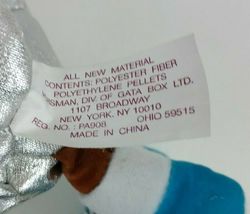 ALL NEW MATERIAL
CONTENTS: POLYESTER FIBER
POLYETHYLENE PELLETS
USMAN, DIV. OF GATA BOX LTD.
1107 BROADWAY
NEW YORK, NY 10010
REG. NO.: PA908 OHIO 59515
MADE IN CHINA